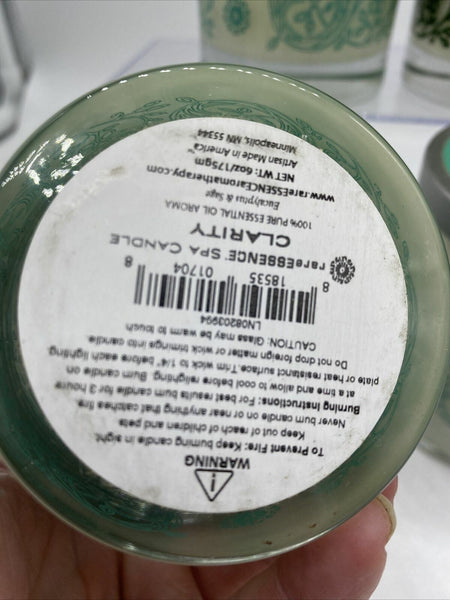 WARNING
To Prevent Fire: Keep burning candle in sight.
Keep out of reach of children and pets
Never burn candle on or near anything that catches fire
Burning Instructions: For best results burn candle for 3 hours
at a time and allow to cool before relighting. Burn candle on
plate or heat resistant surface. Trim wick to 1/4" before each lighting
Do not drop foreign matter or wick trimmings into candle
CAUTION: Glass may be warm to touch
LN08203994
8 18535 01704 8
rareESSENCE SPA CANDLE
CLARITY
100% PURE ESSENTIAL OIL AROMA
Eucalyptus & Sage
www.rareESSENCEaromatherapy.com
NET WT: 6oz/175gm
Artisan Made in America™
Minneapolis, MN 55344